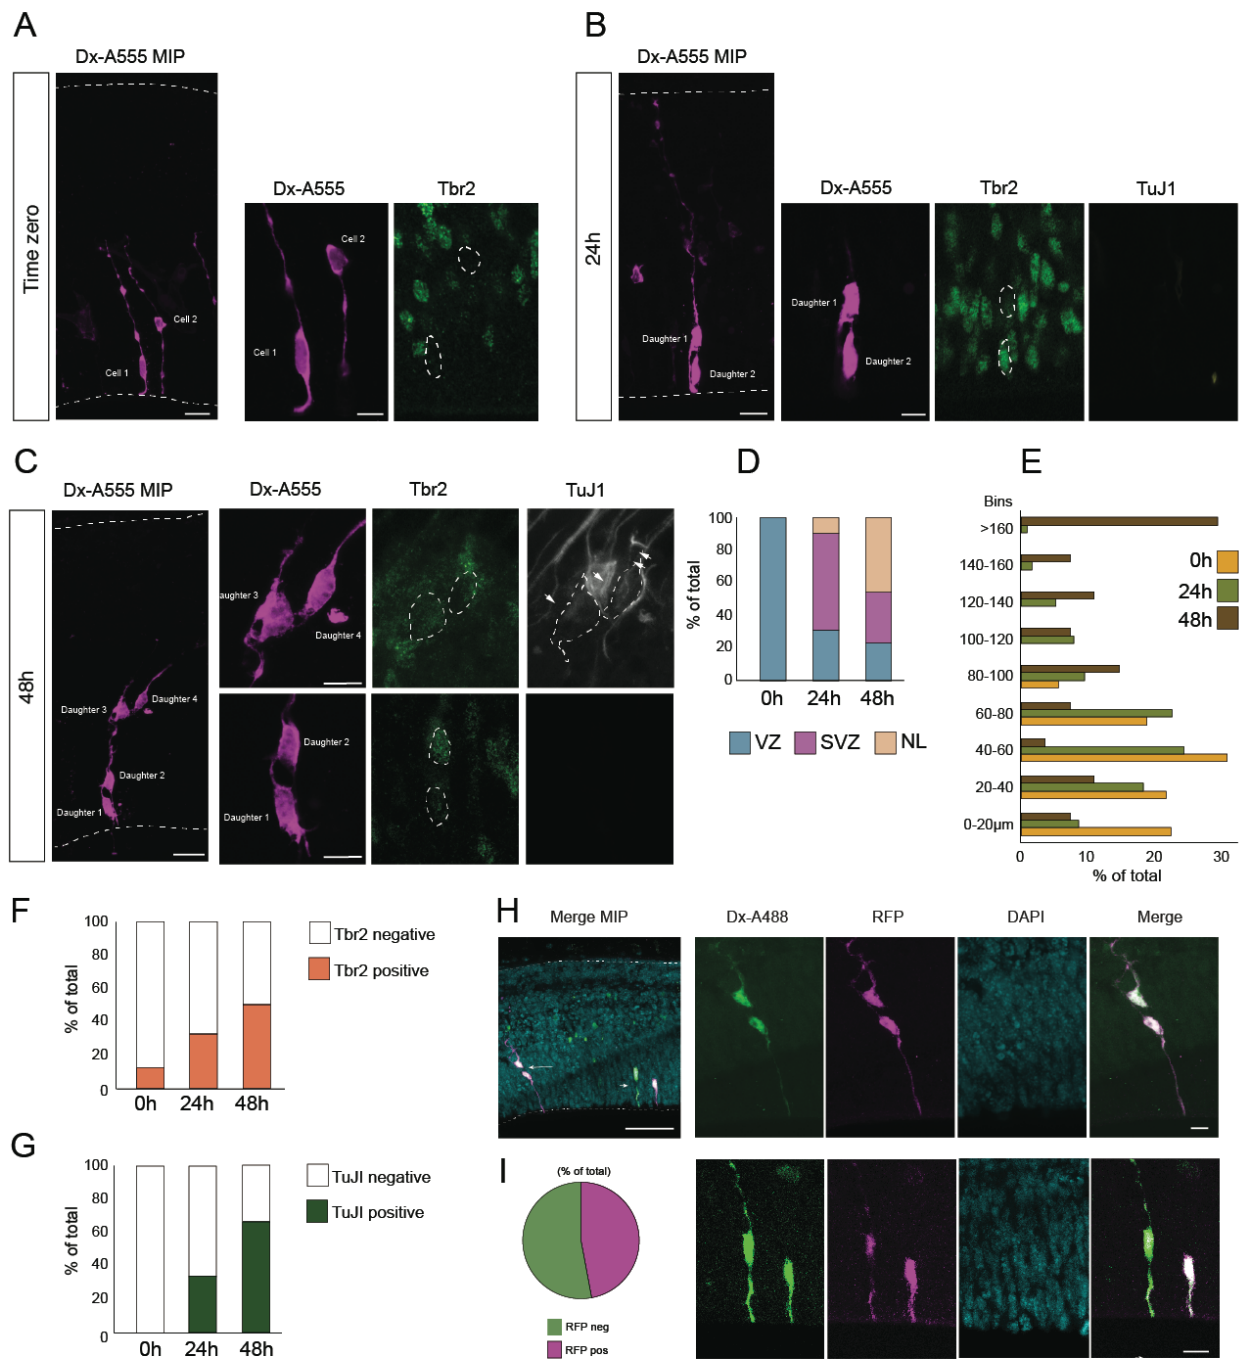 A
Dx-A555 MIP
Time zero
Cell 1
Cell 2
Dx-A555
Cell 1
Cell 2
Tbr2
B
Dx-A555 MIP
24h
Daughter 1
Daughter 2
Dx-A555
Daughter 1
Daughter 2
Tbr2
TuJ1
C
Dx-A555 MIP
48h
Daughter 3
Daughter 4
Daughter 2
Daughter 1
Dx-A555
aughter 3
Daughter 4
Daughter 2
Daughter 1
Tbr2
TuJ1
D
% of total
100
80
60
40
20
0
0h 24h 48h
VZ SVZ NL
E
Bins
>160
140-160
120-140
100-120
80-100
60-80
40-60
20-40
0-20µm
0h
24h
48h
0 10 20 30
% of total
F
% of total
100
80
60
40
20
0
0h 24h 48h
Tbr2 negative
Tbr2 positive
G
% of total
100
80
60
40
20
0
0h 24h 48h
TuJI negative
TuJI positive
H
Merge MIP
Dx-A488
RFP
DAPI
Merge
I
(% of total)
RFP neg
RFP pos